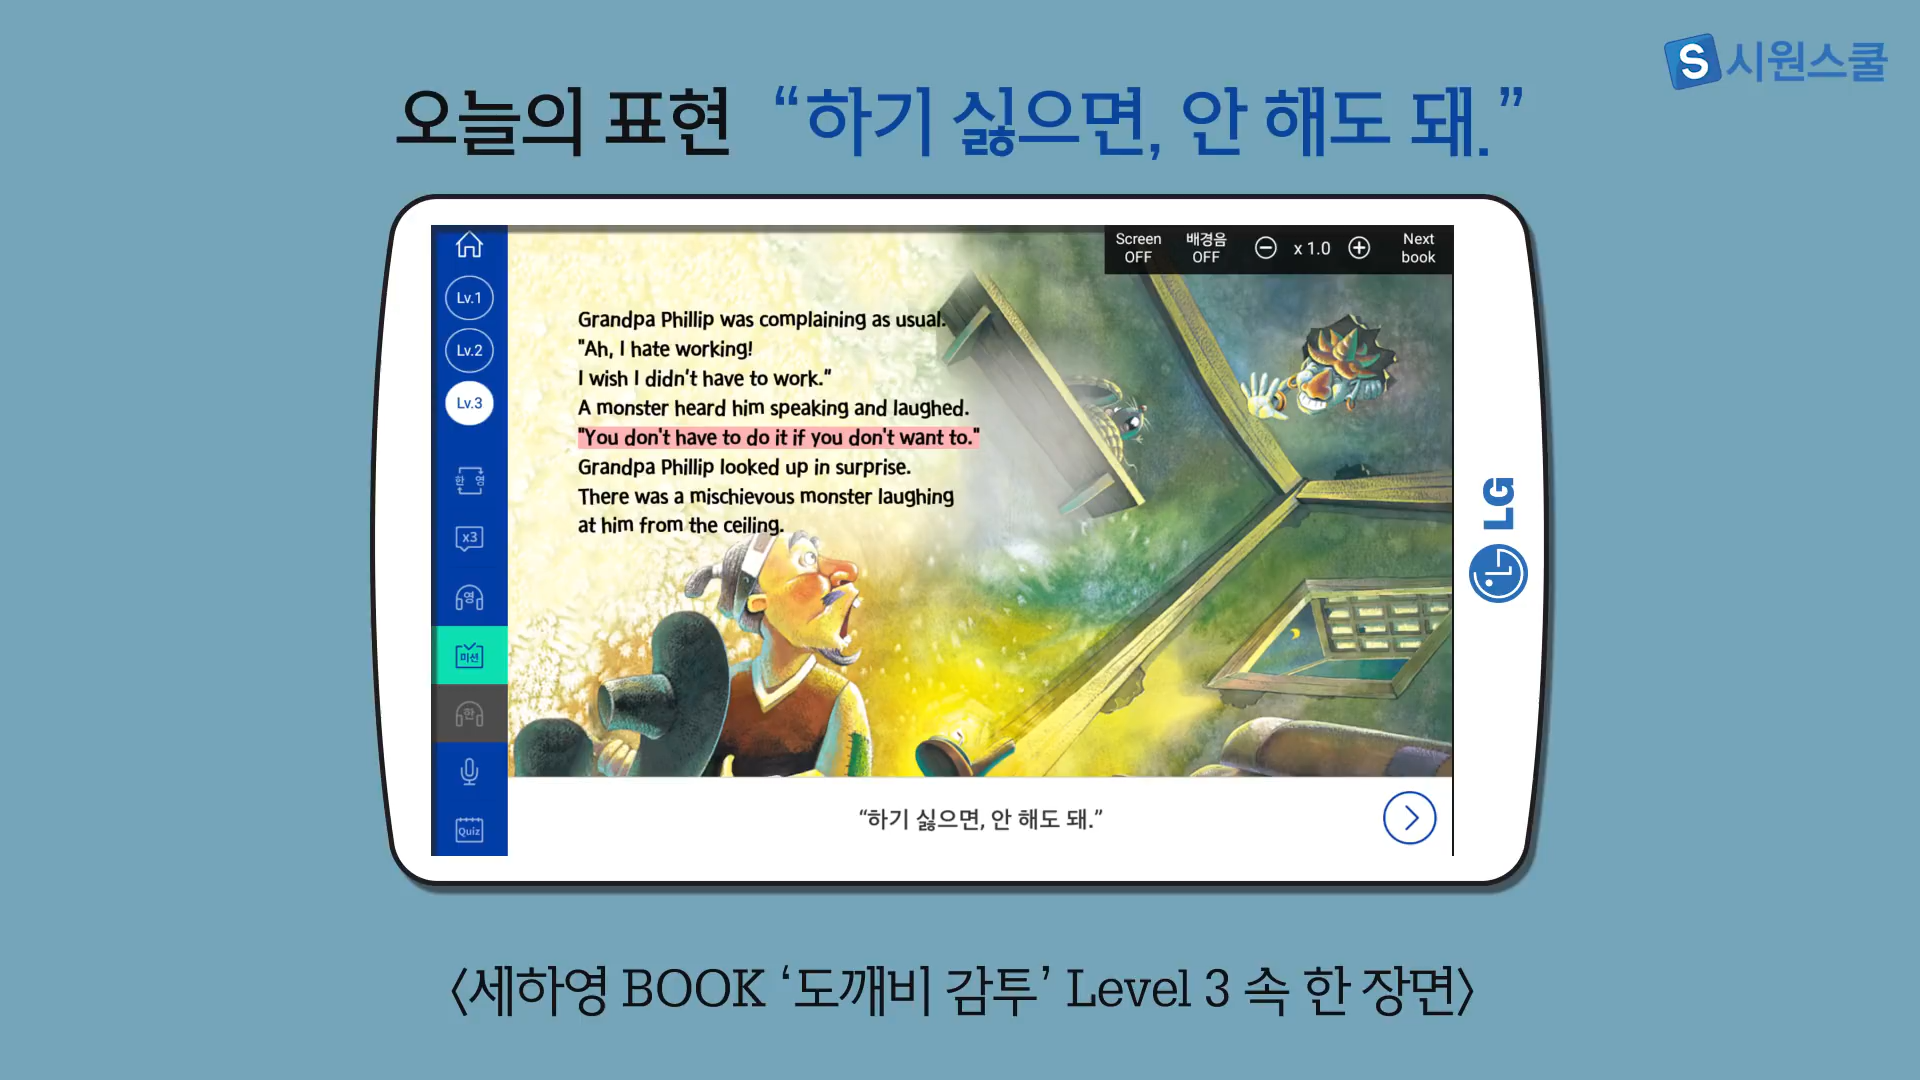 S 시원스쿨
오늘의 표현 “하기 싫으면, 안 해도 돼.”
Screen OFF
배경음 OFF
x 1.0
Next book
Lv.1
Lv.2
Lv.3
한 영
x3
영
미션
한
Quiz
Grandpa Phillip was complaining as usual.
"Ah, I hate working!
I wish I didn't have to work."
A monster heard him speaking and laughed.
"You don't have to do it if you don't want to."
Grandpa Phillip looked up in surprise.
There was a mischievous monster laughing
at him from the ceiling.
“하기 싫으면, 안 해도 돼.”
LG
〈세하영 BOOK ‘도깨비 감투’ Level 3 속 한 장면〉